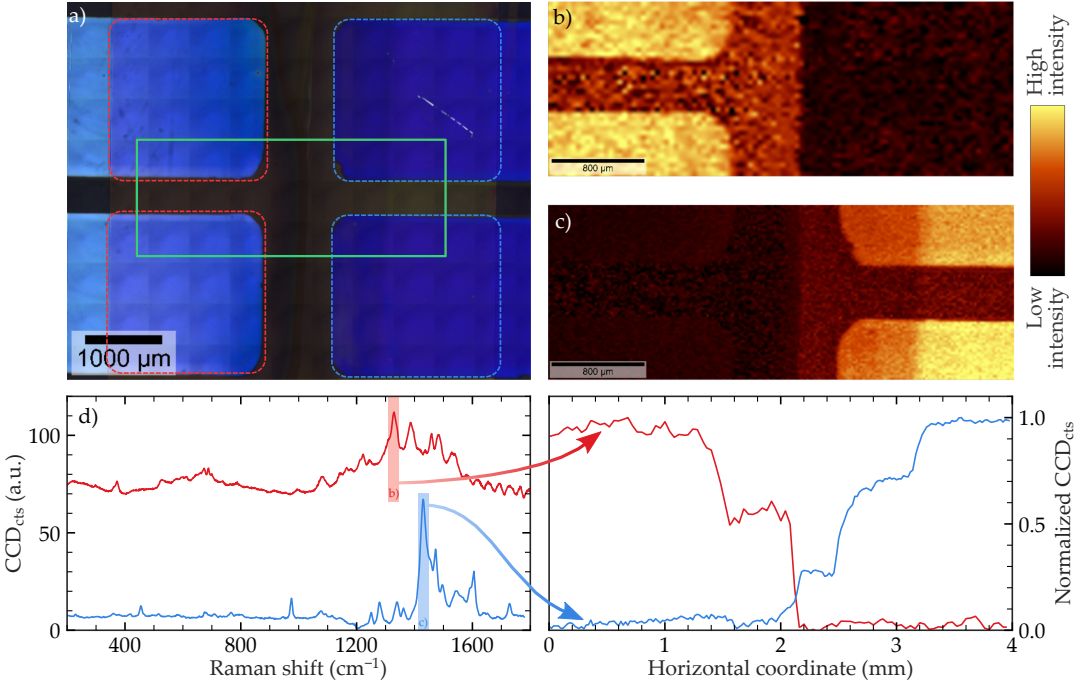 a)
1000 µm
b)
800 µm
c)
800 µm
High
intensity
Low
intensity
d)
100
50
0
CCDcts (a.u.)
400
800
1200
1600
Raman shift (cm⁻¹)
b)
c)
0
1
2
3
4
Horizontal coordinate (mm)
1.0
0.5
0.0
Normalized CCDcts